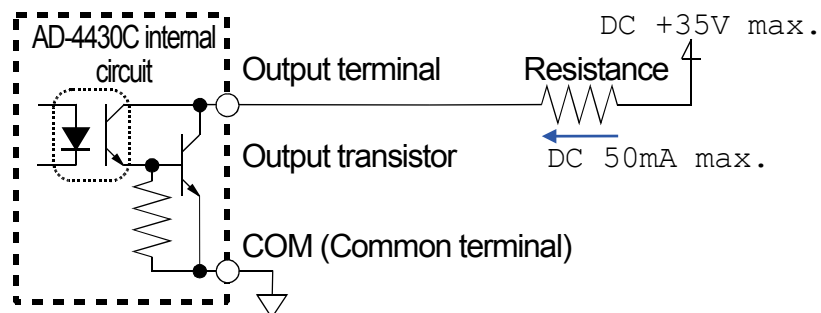 AD-4430C internal
circuit
DC +35V max.
Output terminal
Resistance
Output transistor
DC 50mA max.
COM (Common terminal)